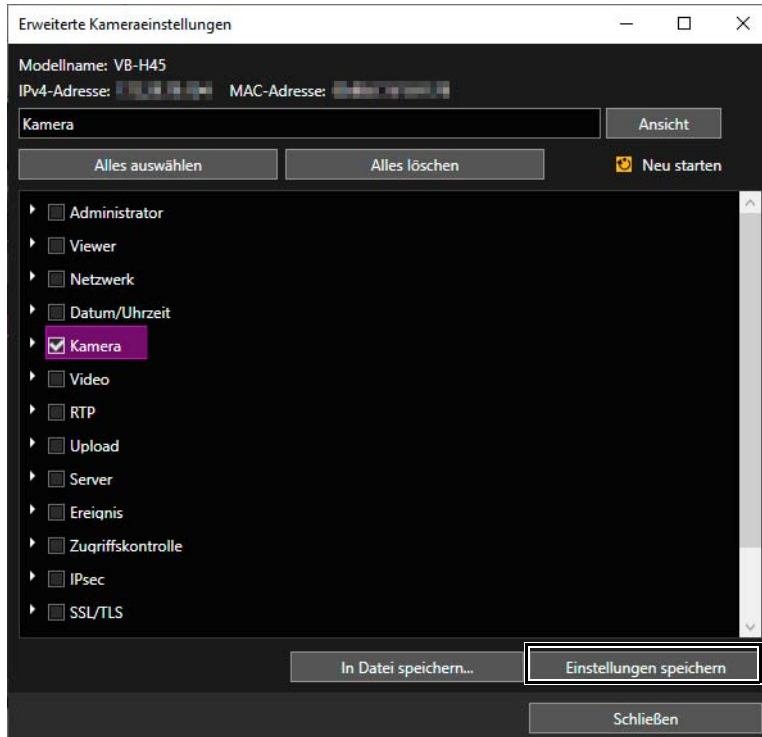 Erweiterte Kameraeinstellungen
Modellname: VB-H45
IPv4-Adresse: MAC-Adresse:
Kamera Ansicht
Alles auswählen Alles löschen Neu starten
Administrator
Viewer
Netzwerk
Datum/Uhrzeit
Kamera
Video
RTP
Upload
Server
Ereignis
Zugriffskontrolle
IPsec
SSL/TLS
In Datei speichern... Einstellungen speichern
Schließen